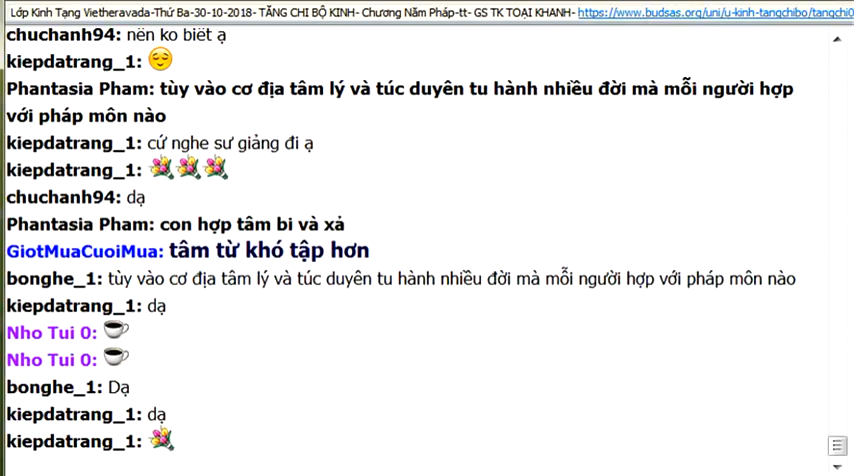 Lớp Kinh Tạng Vietheravada-Thứ Ba-30-10-2018- TĂNG CHI BỘ KINH- Chương Năm Pháp-tt- GS TK TOẠI KHANH- https://www.budsas.org/uni/u-kinh-tangchibo/tangchi0
chuchanh94: nên ko biết ạ
kiepdatrang_1:
Phantasia Pham: tùy vào cơ địa tâm lý và túc duyên tu hành nhiều đời mà mỗi người hợp
với pháp môn nào
kiepdatrang_1: cứ nghe sư giảng đi ạ
kiepdatrang_1:
chuchanh94: dạ
Phantasia Pham: con hợp tâm bi và xả
GiotMuaCuoiMua: tâm từ khó tập hơn
bonghe_1: tùy vào cơ địa tâm lý và túc duyên tu hành nhiều đời mà mỗi người hợp với pháp môn nào
kiepdatrang_1: dạ
Nho Tui 0:
Nho Tui 0:
bonghe_1: Dạ
kiepdatrang_1: dạ
kiepdatrang_1: